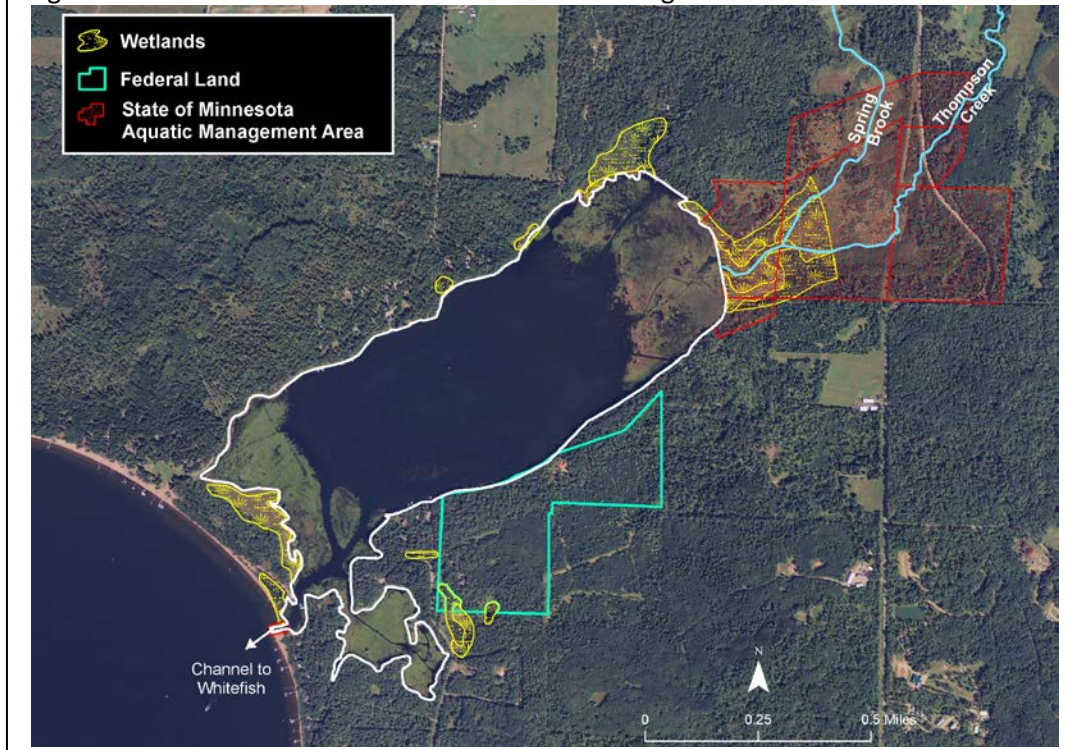 Wetlands
Federal Land
State of Minnesota
Aquatic Management Area
Spring
Brook
Thompson
Creek
Channel to
Whitefish
N
0 0.25 0.5 Miles